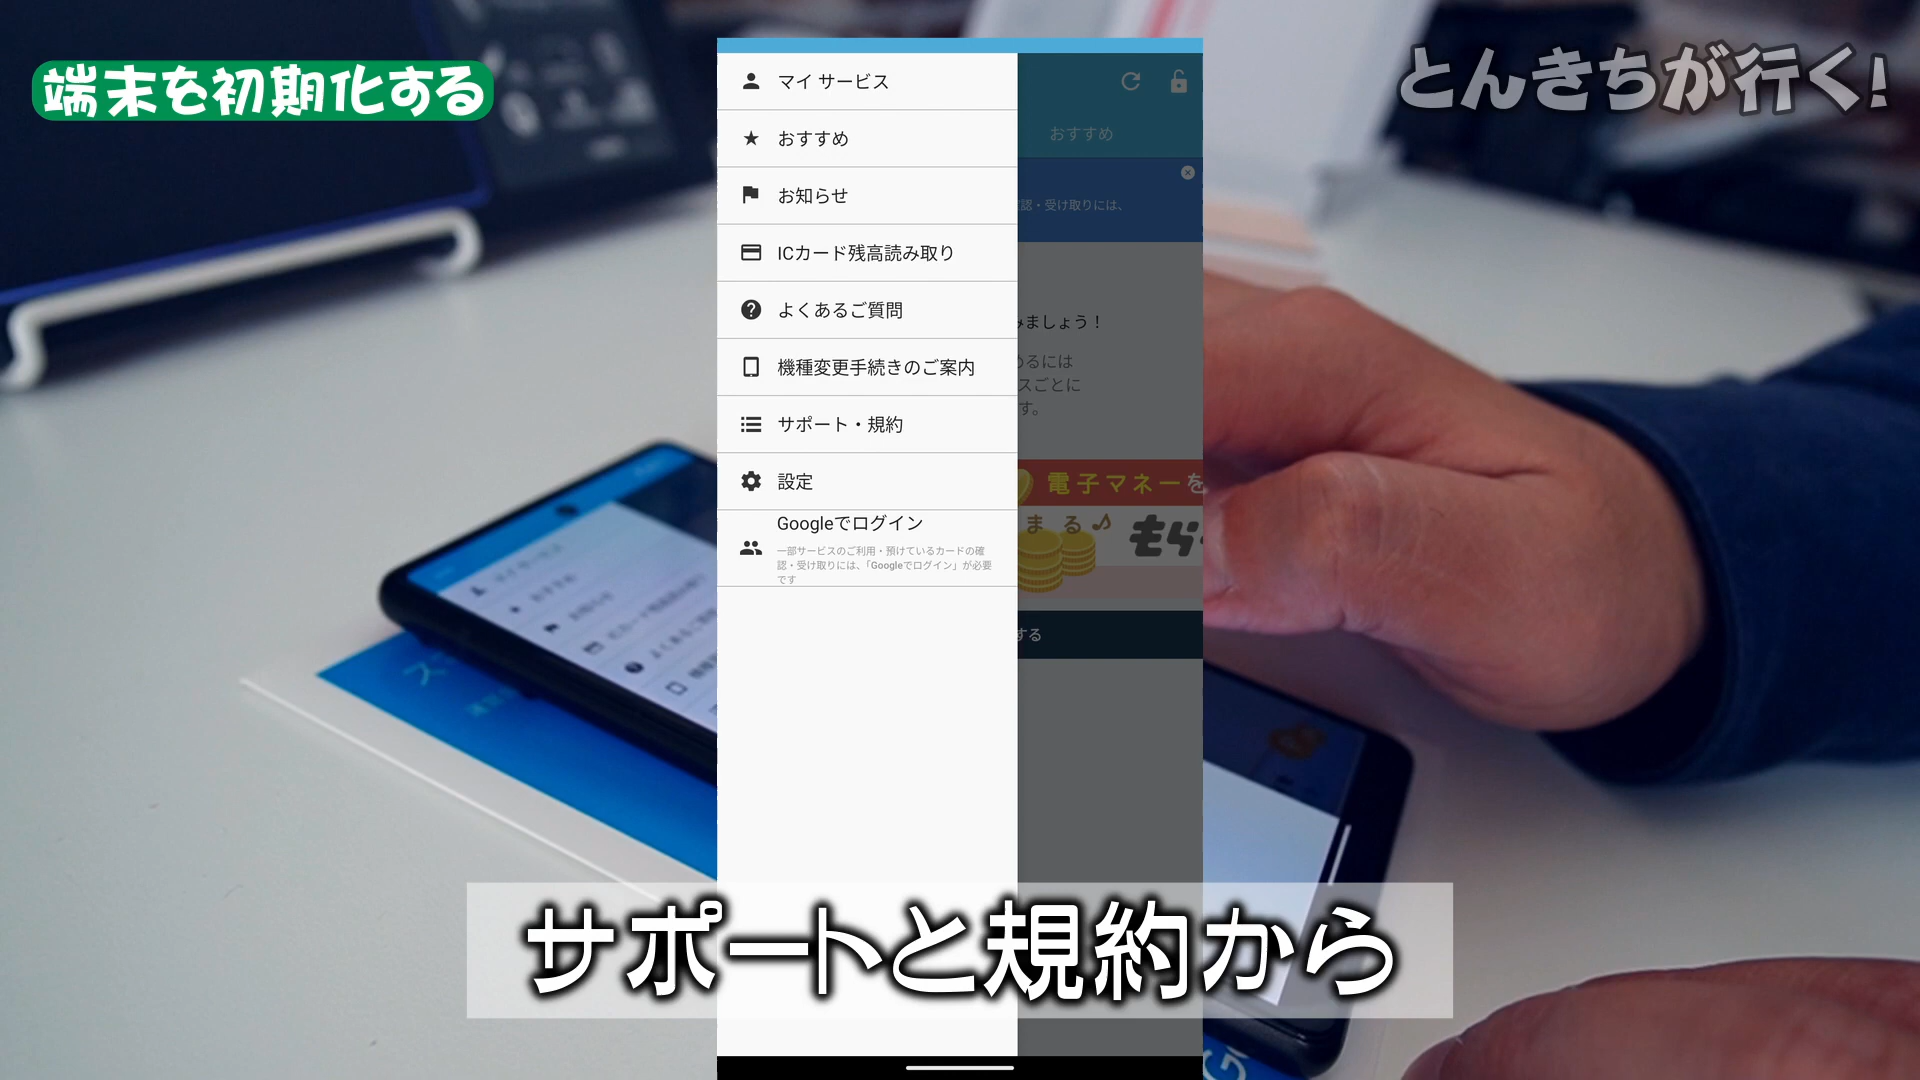 端末を初期化する
とんきちが行く!
マイ サービス
おすすめ
お知らせ
ICカード残高読み取り
よくあるご質問
機種変更手続きのご案内
サポート・規約
設定
Googleでログイン
一部サービスのご利用・預けているカードの確
認・受け取りには、「Googleでログイン」が必要
です
おすすめ
認・受け取りには、
みましょう！
めるには
スごとに
す。
電子マネーを
まる♪
もら
する
サポートと規約から